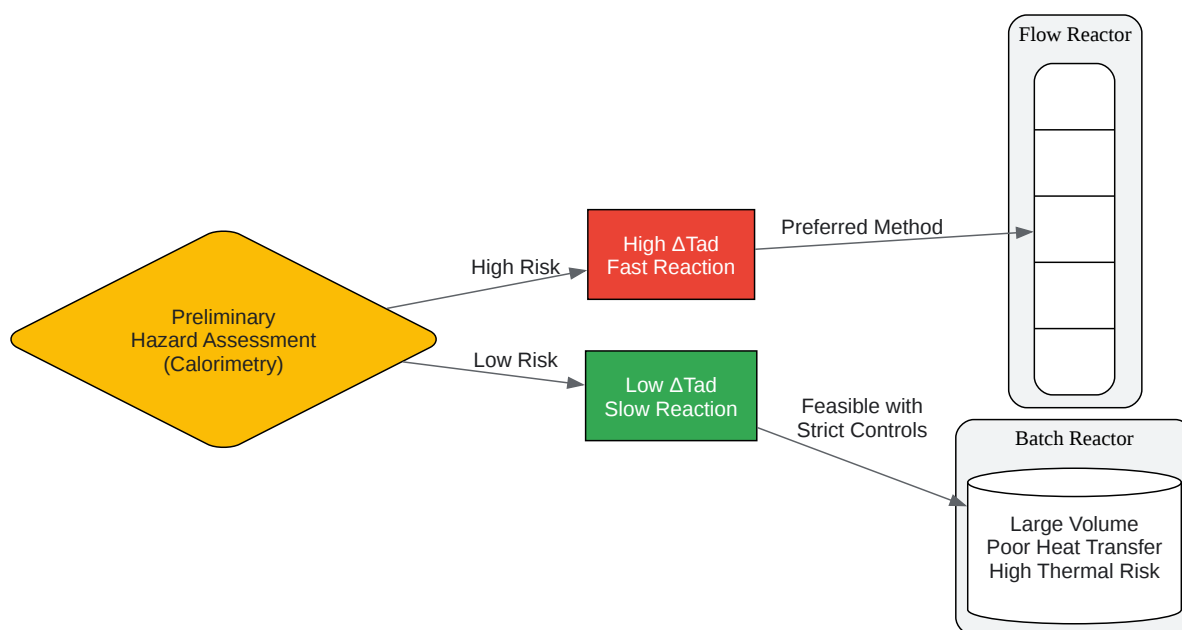 Flow Reactor
Preliminary
Hazard Assessment
(Calorimetry)
High Risk
High ΔTad
Fast Reaction
Preferred Method
Low Risk
Low ΔTad
Slow Reaction
Feasible with
Strict Controls
Batch Reactor
Large Volume
Poor Heat Transfer
High Thermal Risk